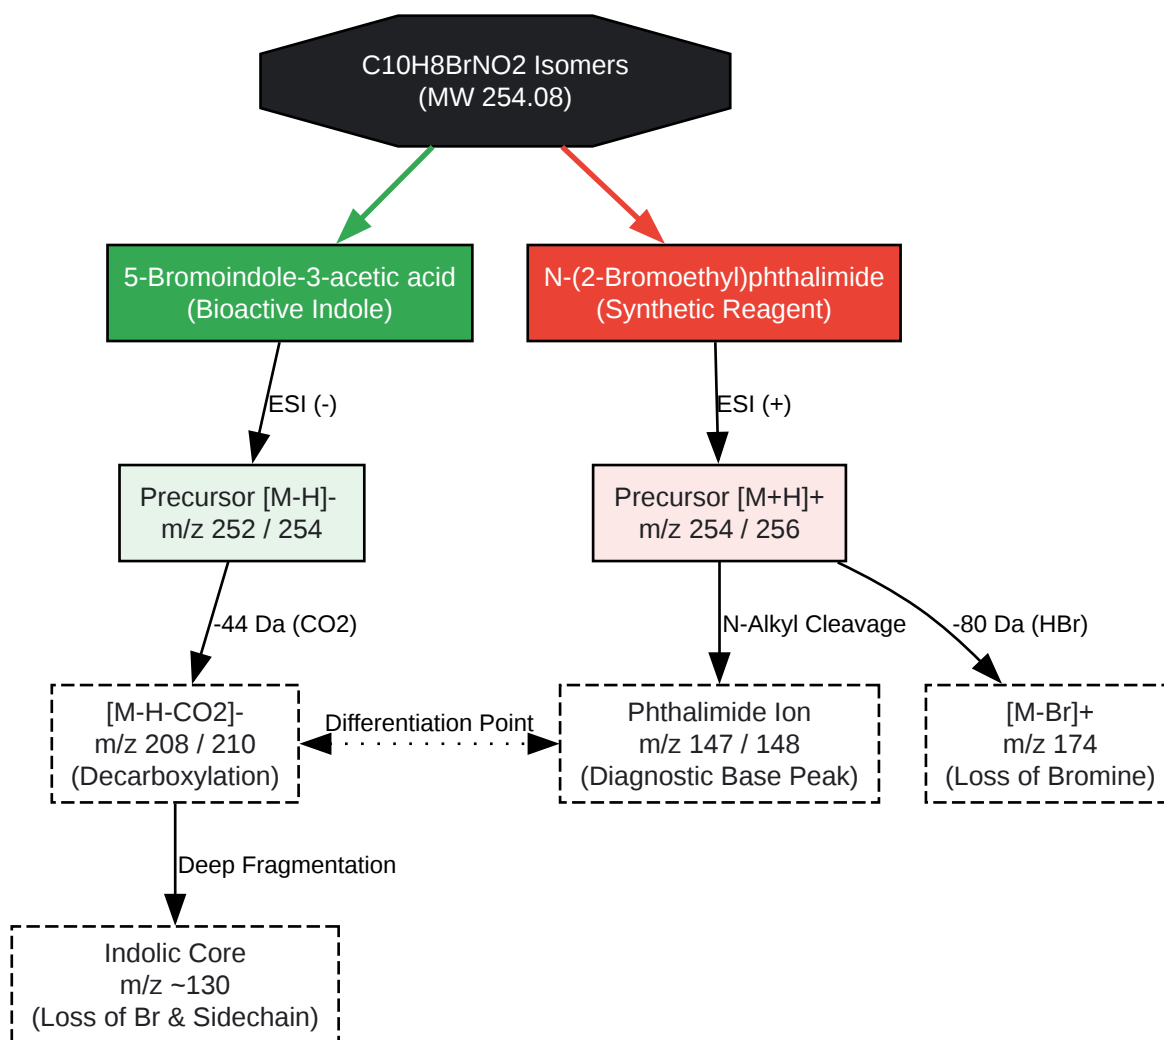 C10H8BrNO2 Isomers
(MW 254.08)
5-Bromoindole-3-acetic acid
(Bioactive Indole)
N-(2-Bromoethyl)phthalimide
(Synthetic Reagent)
ESI (-)
ESI (+)
Precursor [M-H]-
m/z 252 / 254
Precursor [M+H]+
m/z 254 / 256
-44 Da (CO2)
N-Alkyl Cleavage
-80 Da (HBr)
[M-H-CO2]-
m/z 208 / 210
(Decarboxylation)
Differentiation Point
Phthalimide Ion
m/z 147 / 148
(Diagnostic Base Peak)
[M-Br]+
m/z 174
(Loss of Bromine)
Deep Fragmentation
Indolic Core
m/z ~130
(Loss of Br & Sidechain)